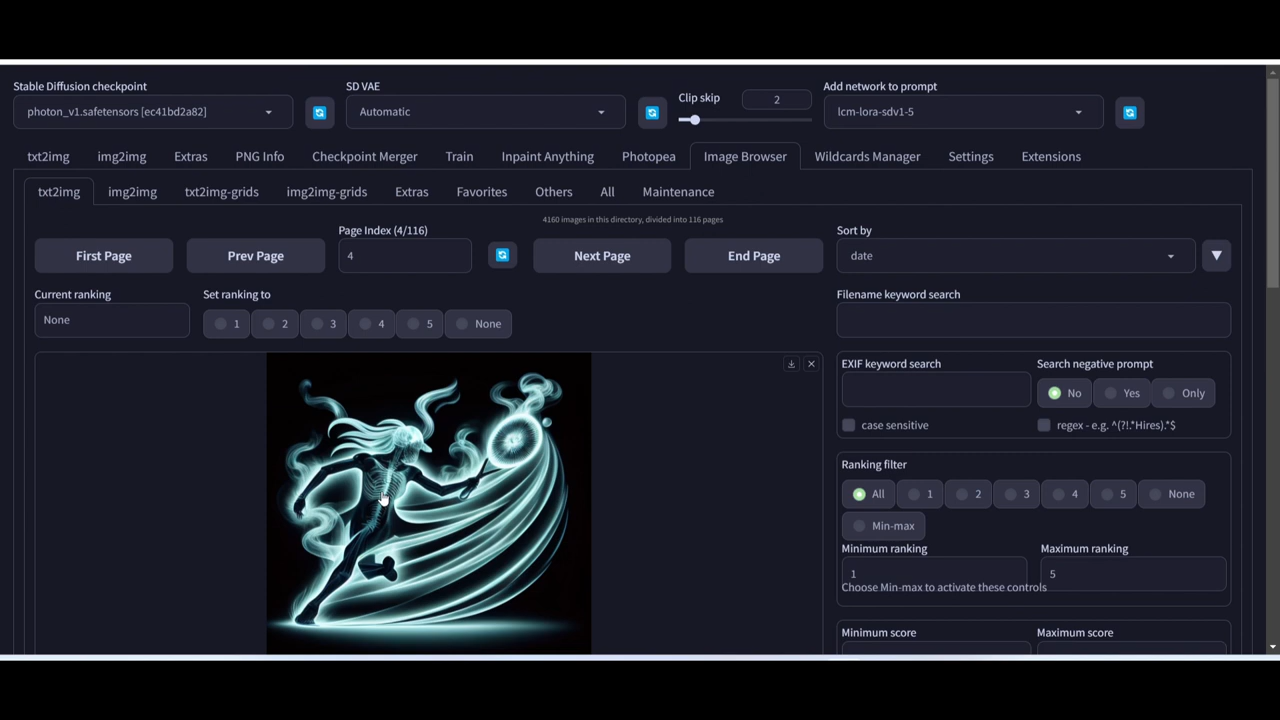 Stable Diffusion checkpoint
SD VAE
Clip skip
2
Add network to prompt
photon_v1.safetensors [ec41bd2a82]
Automatic
lcm-lora-sdv1-5
txt2img img2img Extras PNG Info Checkpoint Merger Train Inpaint Anything Photopea Image Browser Wildcards Manager Settings Extensions
txt2img img2img txt2img-grids img2img-grids Extras Favorites Others All Maintenance
4160 images in this directory, divided into 116 pages
First Page
Prev Page
Page Index (4/116)
4
Next Page
End Page
Sort by
date
Current ranking
None
Set ranking to
1 2 3 4 5 None
Filename keyword search
EXIF keyword search
Search negative prompt
No Yes Only
case sensitive
regex - e.g. ^(?!.*Hires).*$
Ranking filter
All 1 2 3 4 5 None
Min-max
Minimum ranking
Maximum ranking
1
5
Choose Min-max to activate these controls
Minimum score
Maximum score